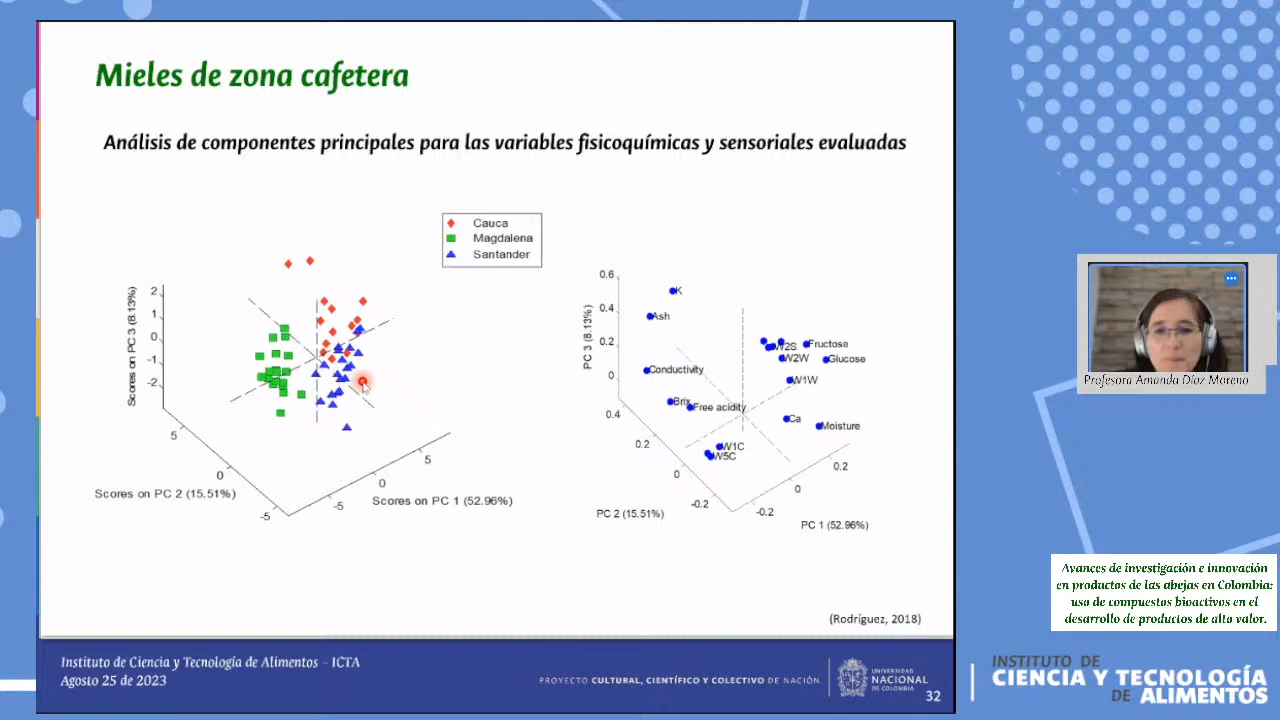 Mieles de zona cafetera
Análisis de componentes principales para las variables fisicoquímicas y sensoriales evaluadas
Cauca
Magdalena
Santander
Scores on PC 3 (8.13%)
2
1
0
-1
-2
5
0
-5
Scores on PC 2 (15.51%)
-5
0
5
Scores on PC 1 (52.96%)
PC 3 (8.13%)
0.6
0.4
0.2
0
0.4
0.2
0
-0.2
PC 2 (15.51%)
-0.2
0
0.2
PC 1 (52.96%)
K
Ash
Conductivity
Brix
Free acidity
W1C
W5C
W2S
W2W
Fructose
Glucose
W1W
Ca
Moisture
(Rodríguez, 2018)
Instituto de Ciencia y Tecnología de Alimentos – ICTA
Agosto 25 de 2023
PROYECTO CULTURAL, CIENTÍFICO Y COLECTIVO DE NACIÓN
UNIVERSIDAD
NACIONAL
DE COLOMBIA
32
Profesora Amanda Díaz Moreno
Avances de investigación e innovación
en productos de las abejas en Colombia:
uso de compuestos bioactivos en el
desarrollo de productos de alto valor.
INSTITUTO DE
CIENCIA Y TECNOLOGÍA
DE ALIMENTOS